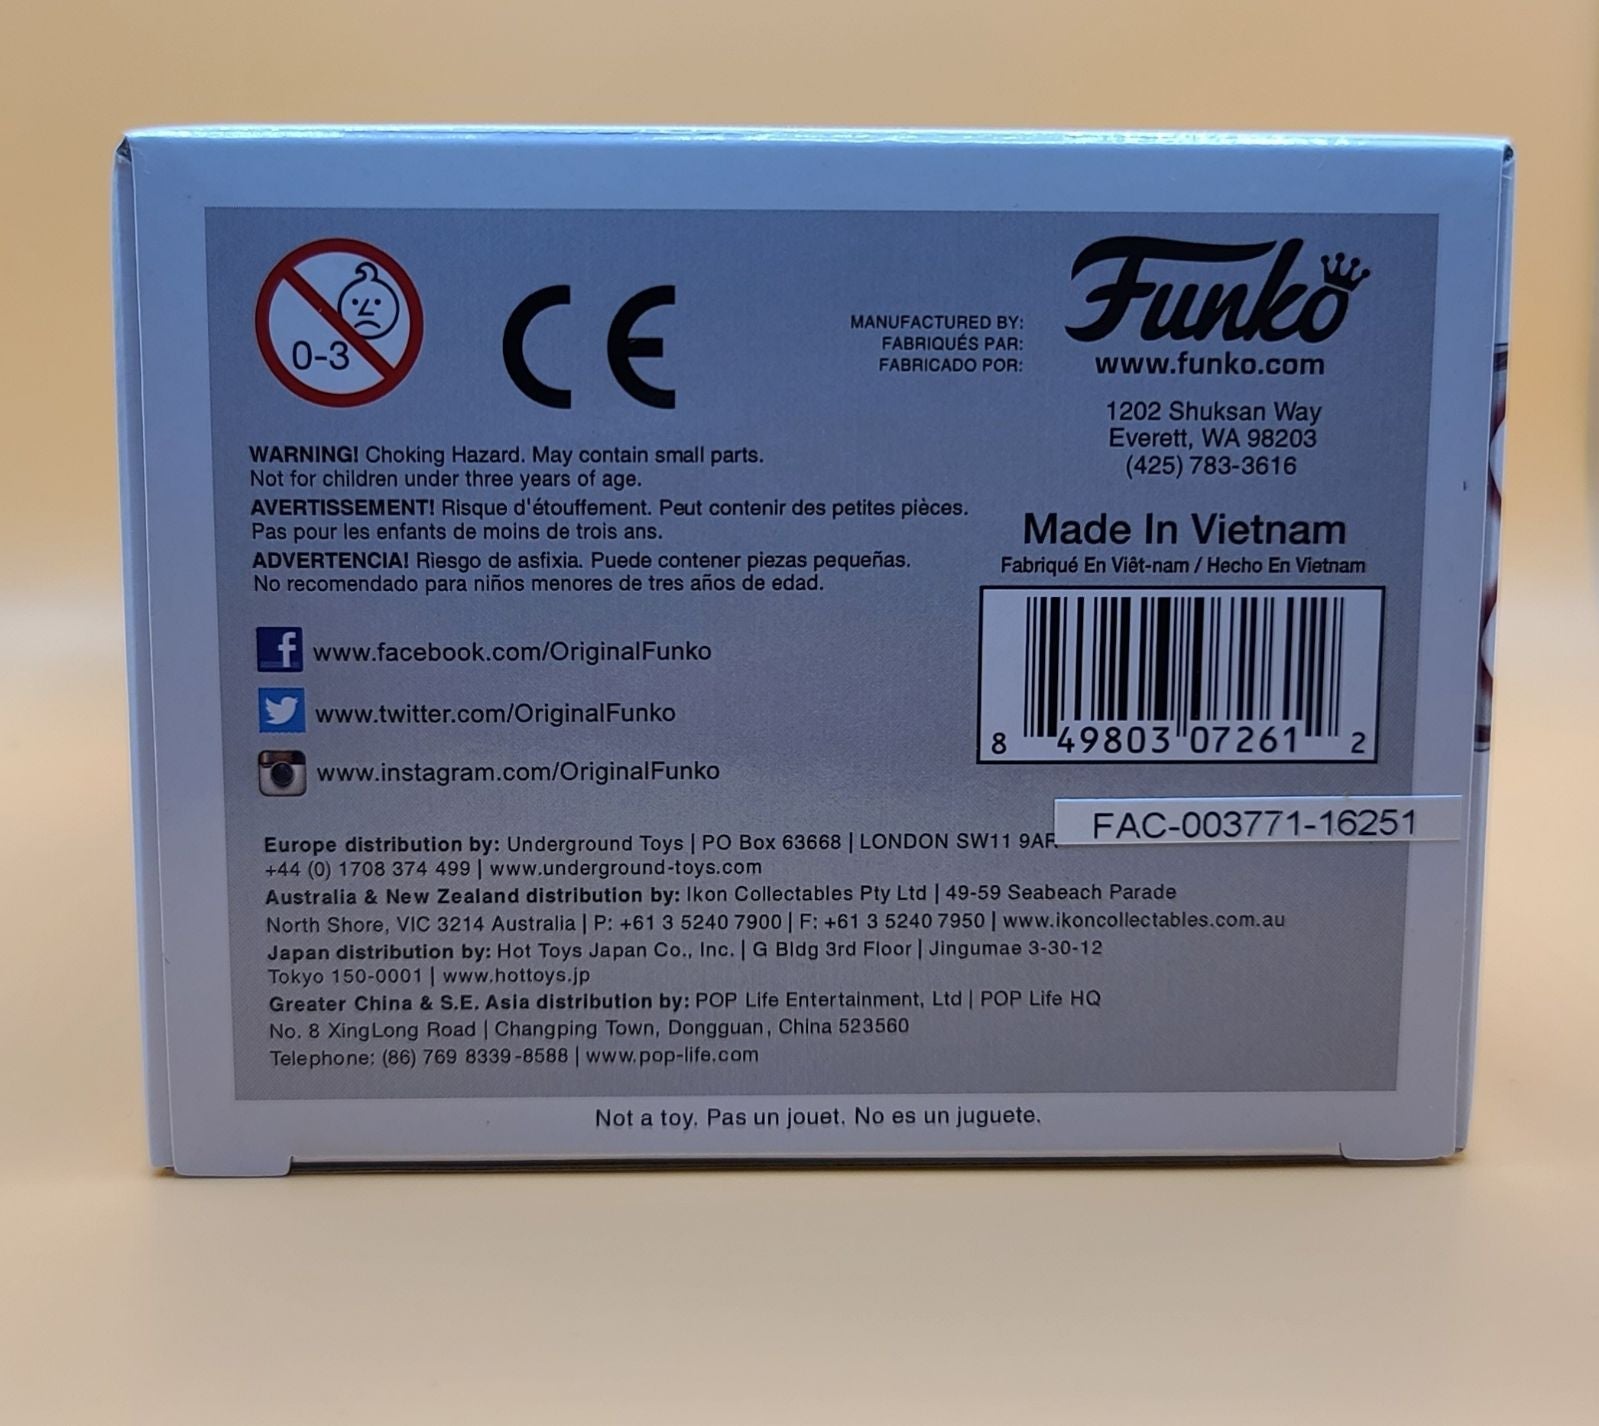 0-3
CE
MANUFACTURED BY:
FABRIQUÉS PAR:
FABRICADO POR:
Funko
www.funko.com
1202 Shuksan Way
Everett, WA 98203
(425) 783-3616
WARNING! Choking Hazard. May contain small parts.
Not for children under three years of age.
AVERTISSEMENT! Risque d'étouffement. Peut contenir des petites pièces.
Pas pour les enfants de moins de trois ans.
ADVERTENCIA! Riesgo de asfixia. Puede contener piezas pequeñas.
No recomendado para niños menores de tres años de edad.
Made In Vietnam
Fabriqué En Viêt-nam / Hecho En Vietnam
8 49803 07261 2
f www.facebook.com/OriginalFunko
www.twitter.com/OriginalFunko
www.instagram.com/OriginalFunko
FAC-003771-16251
Europe distribution by: Underground Toys | PO Box 63668 | LONDON SW11
+44 (0) 1708 374 499 | www.underground-toys.com
Australia & New Zealand distribution by: Ikon Collectables Pty Ltd | 49-59 Seabeach Parade
North Shore, VIC 3214 Australia | P: +61 3 5240 7900 | F: +61 3 5240 7950 | www.ikoncollectables.com.au
Japan distribution by: Hot Toys Japan Co., Inc. | G Bldg 3rd Floor | Jingumae 3-30-12
Tokyo 150-0001 | www.hottoys.jp
Greater China & S.E. Asia distribution by: POP Life Entertainment, Ltd | POP Life HQ
No. 8 XingLong Road | Changping Town, Dongguan, China 523560
Telephone: (86) 769 8339-8588 | www.pop-life.com
Not a toy. Pas un jouet. No es un juguete.